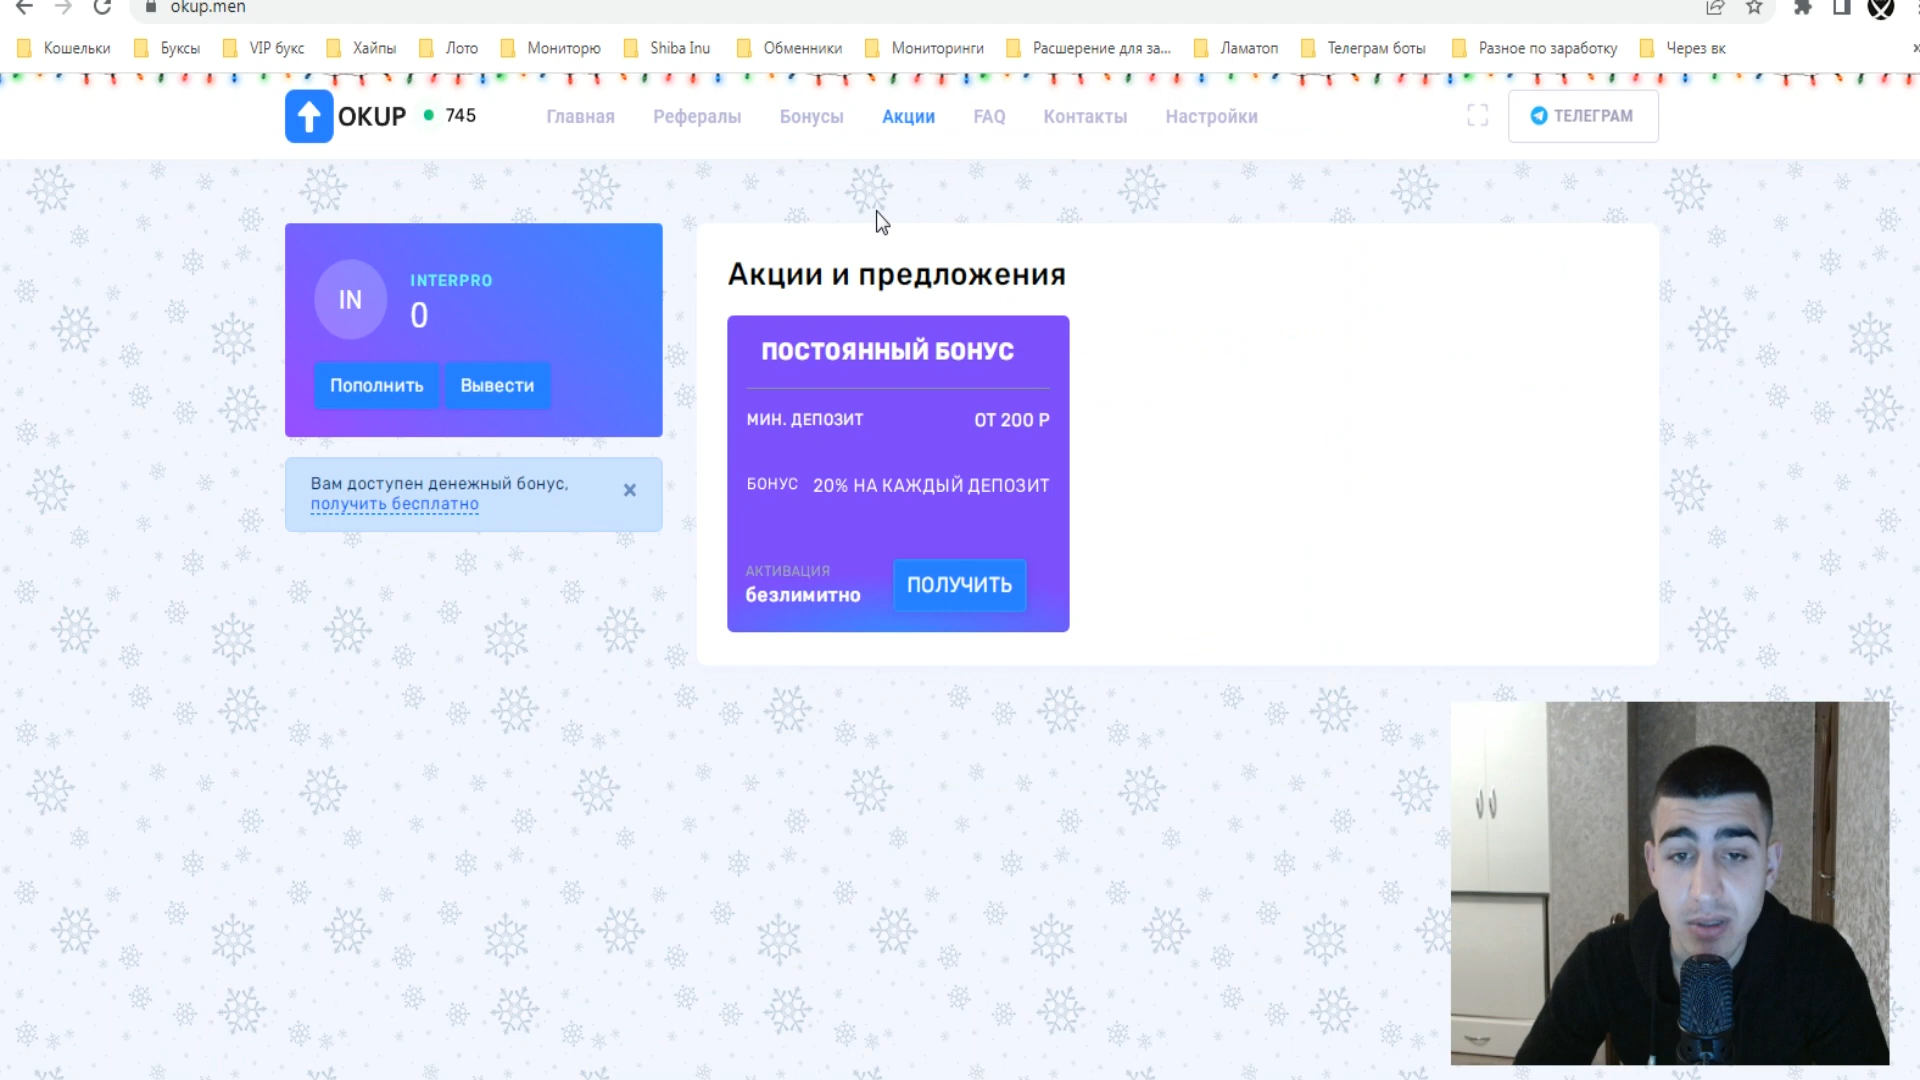 okup.men
Кошельки
Буксы
VIP букс
Хайпы
Лото
Мониторю
Shiba Inu
Обменники
Мониторинги
Расшерение для за...
Ламатоп
Телеграм боты
Разное по заработку
Через вк
OKUP
745
Главная
Рефералы
Бонусы
Акции
FAQ
Контакты
Настройки
ТЕЛЕГРАМ
IN
INTERPRO
0
Пополнить
Вывести
Вам доступен денежный бонус,
получить бесплатно
Акции и предложения
ПОСТОЯННЫЙ БОНУС
МИН. ДЕПОЗИТ
ОТ 200 Р
БОНУС
20% НА КАЖДЫЙ ДЕПОЗИТ
АКТИВАЦИЯ
безлимитно
ПОЛУЧИТЬ